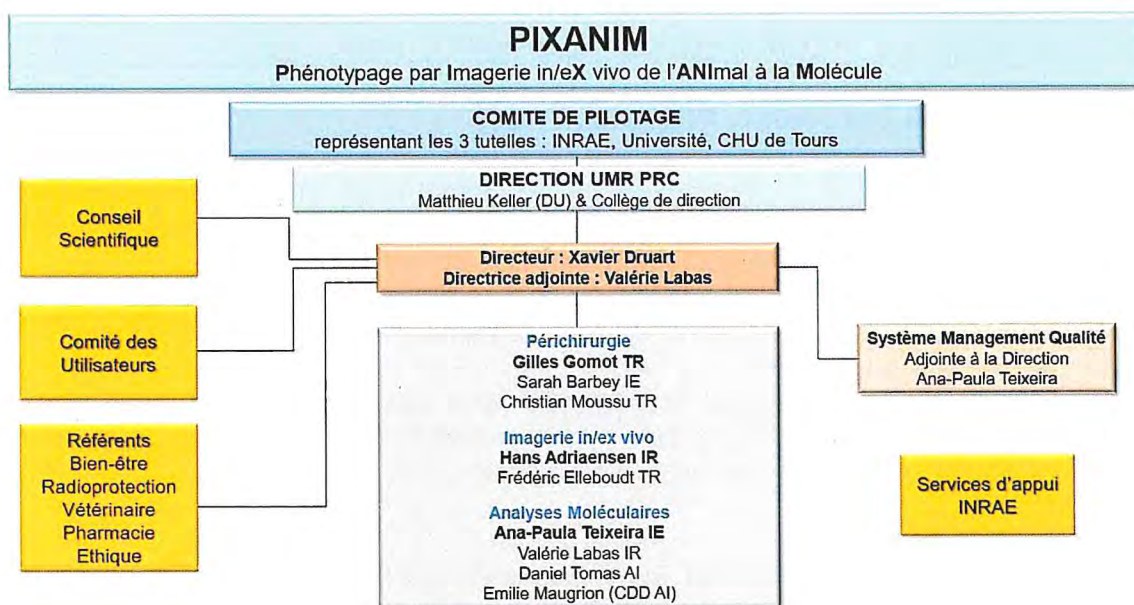 PIXANIM
Phénotypage par Imagerie in/eX vivo de l'ANImal à la Molécule
COMITE DE PILOTAGE
représentant les 3 tutelles : INRAE, Université, CHU de Tours
DIRECTION UMR PRC
Matthieu Keller (DU) & Collège de direction
Conseil
Scientifique
Directeur : Xavier Druart
Directrice adjointe : Valérie Labas
Comité des
Utilisateurs
Système Management Qualité
Adjointe à la Direction
Ana-Paula Teixeira
Périchirurgie
Gilles Gomot TR
Sarah Barbey IE
Christian Moussu TR
Imagerie in/ex vivo
Hans Adriaensen IR
Frédéric Elleboudt TR
Analyses Moléculaires
Ana-Paula Teixeira IE
Valérie Labas IR
Daniel Tomas AI
Emilie Maugrion (CDD AI)
Référents
Bien-être
Radioprotection
Vétérinaire
Pharmacie
Ethique
Services d'appui
INRAE